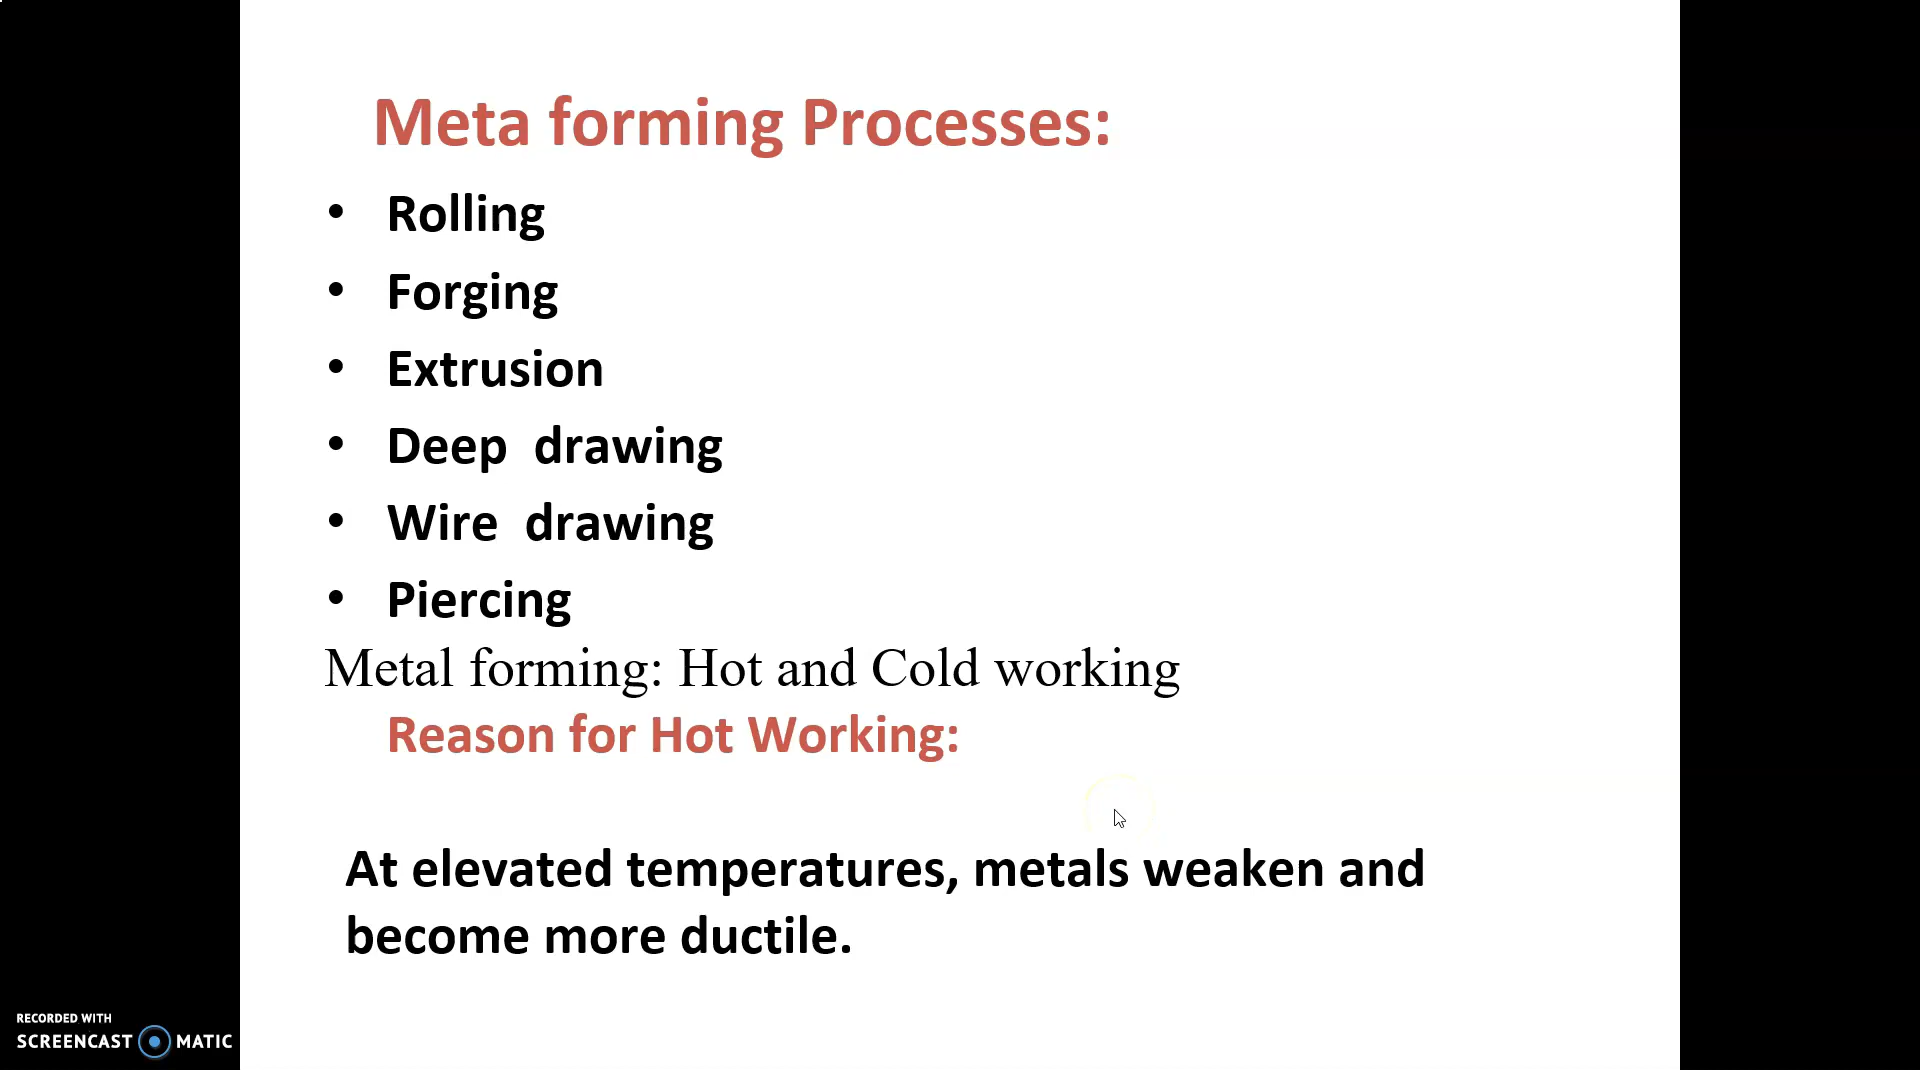 Meta forming Processes:
• Rolling
• Forging
• Extrusion
• Deep drawing
• Wire drawing
• Piercing
Metal forming: Hot and Cold working
Reason for Hot Working:
At elevated temperatures, metals weaken and
become more ductile.
RECORDED WITH
SCREENCAST MATIC